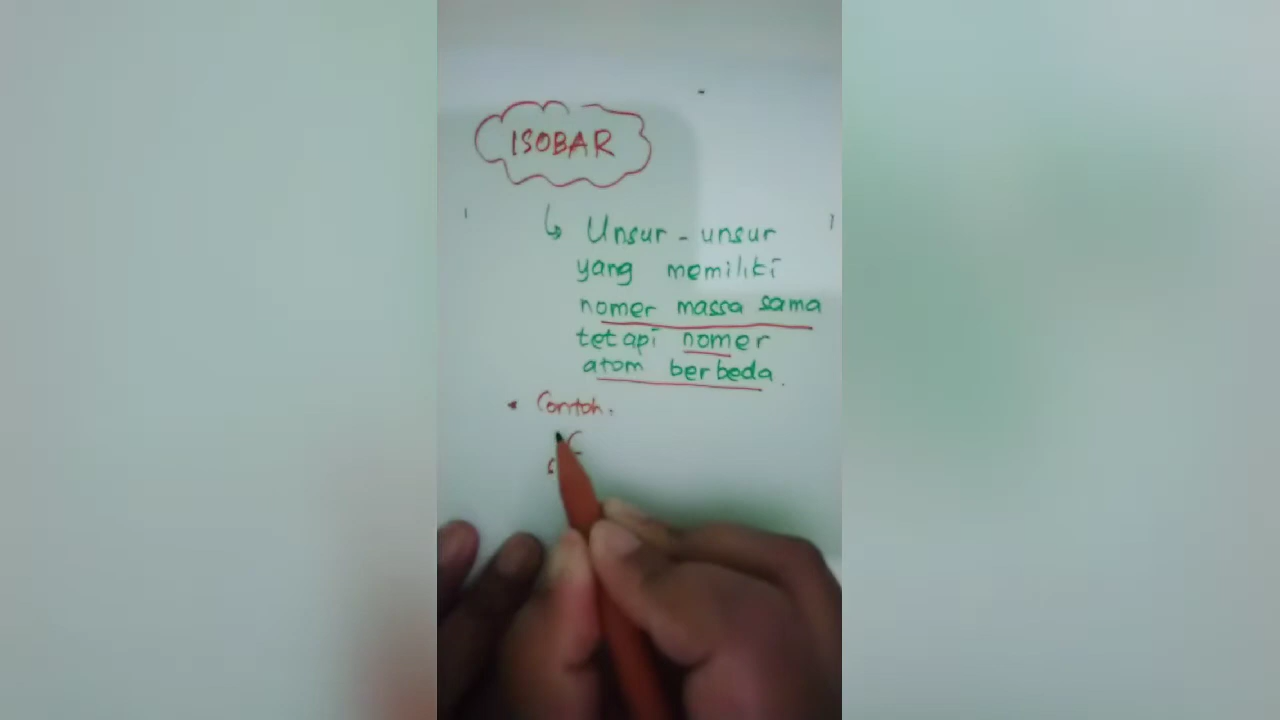 ISOBAR
↳ Unsur - unsur
yang memiliki
nomer massa sama
tetapi nomer
atom berbeda.
• Contoh.
C